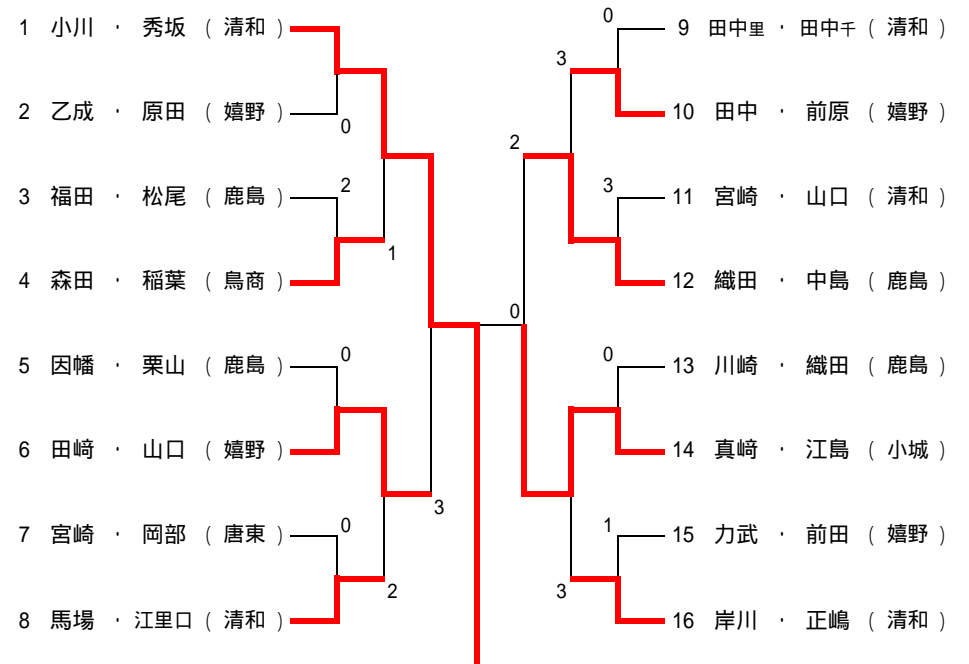 1 小川 ・ 秀坂 ( 清和 )
2 乙成 ・ 原田 ( 嬉野 )
0
3 福田 ・ 松尾 ( 鹿島 )
2
4 森田 ・ 稲葉 ( 鳥商 )
1
5 因幡 ・ 栗山 ( 鹿島 )
0
6 田﨑 ・ 山口 ( 嬉野 )
3
7 宮崎 ・ 岡部 ( 唐東 )
0
2
8 馬場 ・ 江里口 ( 清和 )
0
9 田中里 ・ 田中千 ( 清和 )
3
10 田中 ・ 前原 ( 嬉野 )
2
3
11 宮崎 ・ 山口 ( 清和 )
12 織田 ・ 中島 ( 鹿島 )
0
0
13 川崎 ・ 織田 ( 鹿島 )
14 真﨑 ・ 江島 ( 小城 )
1
15 力武 ・ 前田 ( 嬉野 )
3
16 岸川 ・ 正嶋 ( 清和 )